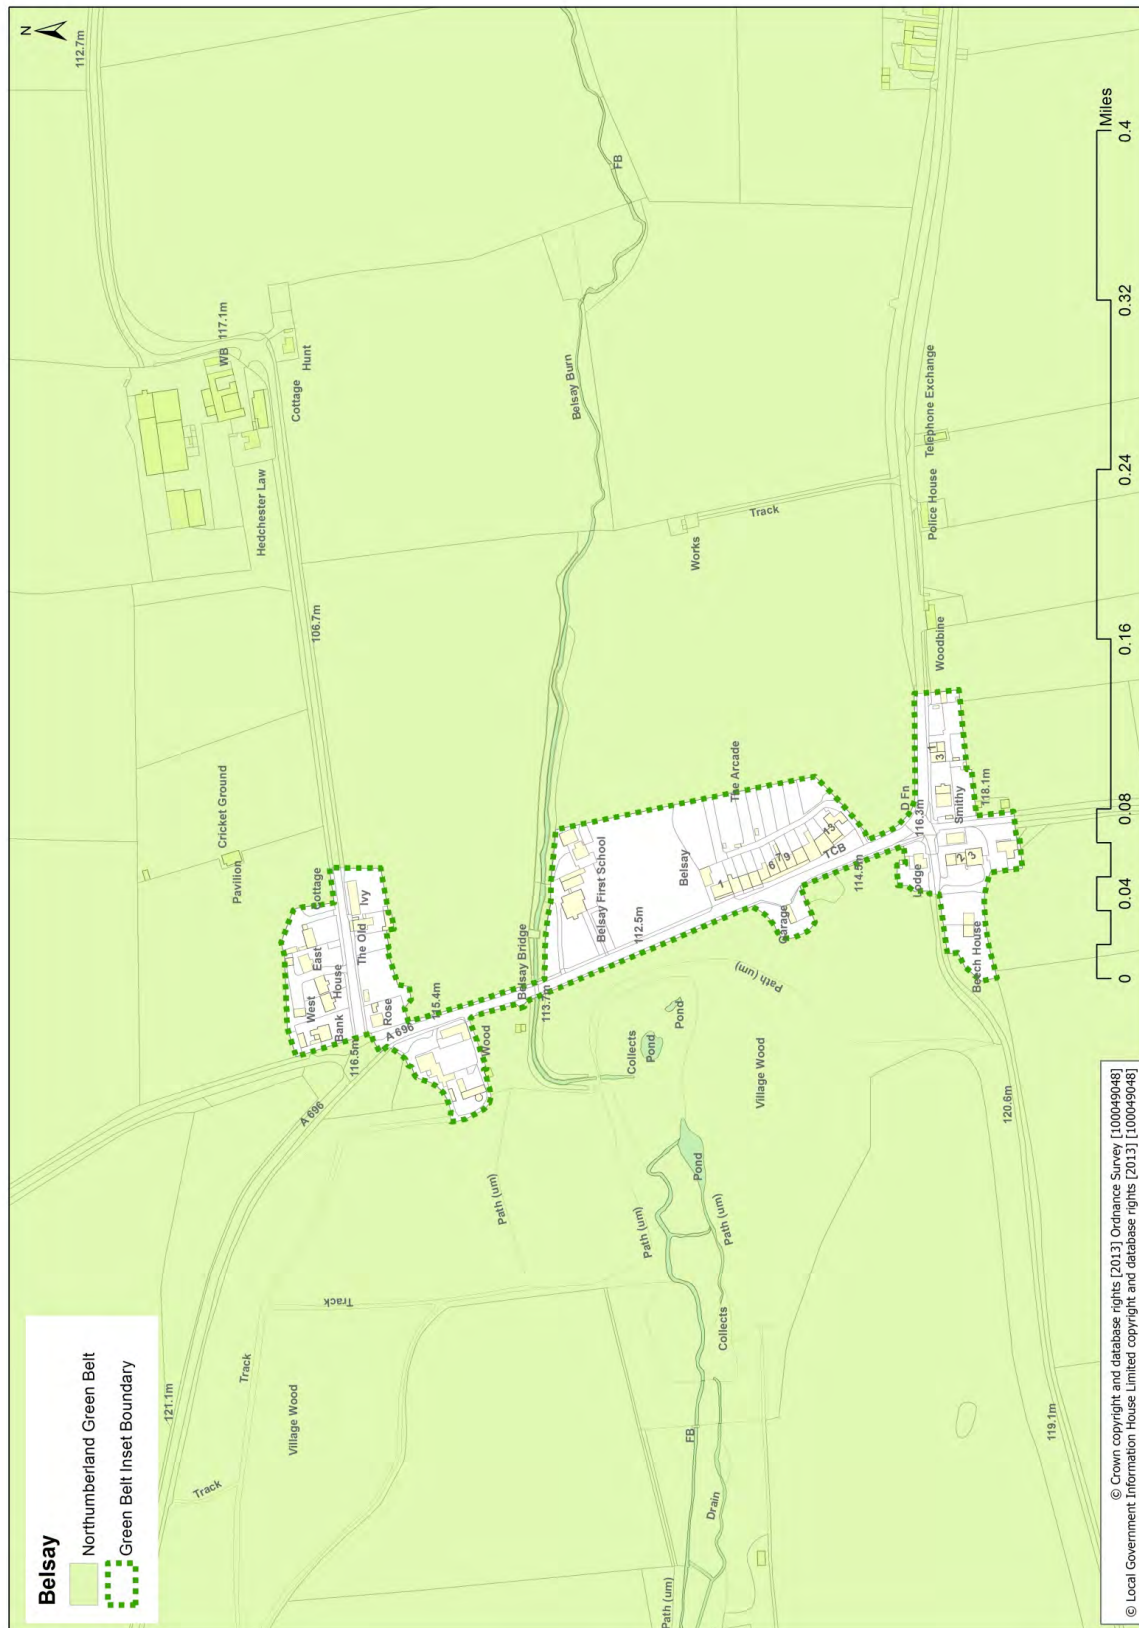 Belsay
Northumberland Green Belt
Green Belt Inset Boundary
N
121.1m
Track
Track
Track
Village Wood
A 696
116.5m
A 696
115.4m
West
East
Cottage
Bank
House
The Old
Rose
Ivy
Wood
Pavilion
Cricket Ground
106.7m
Hedchester Law
WB
117.1m
Cottage
Hunt
112.7m
Path (um)
Belsay Bridge
113.7m
Belsay Burn
FB
Belsay First School
112.5m
Belsay
The Arcade
1
6
7
9
13
TCB
Garage
114.5m
Path (um)
Collects
Pond
Pond
Village Wood
Pond
Path (um)
Path (um)
Collects
FB
Drain
Path (um)
Works
Track
D Fn
116.3m
Lodge
2
3
Smithy
3
1
118.1m
Beech House
Woodbine
Police House
Telephone Exchange
120.6m
119.1m
0
0.04
0.08
0.16
0.24
0.32
0.4
Miles
© Crown copyright and database rights [2013] Ordnance Survey [100049048]
© Local Government Information House Limited copyright and database rights [2013] [100049048]